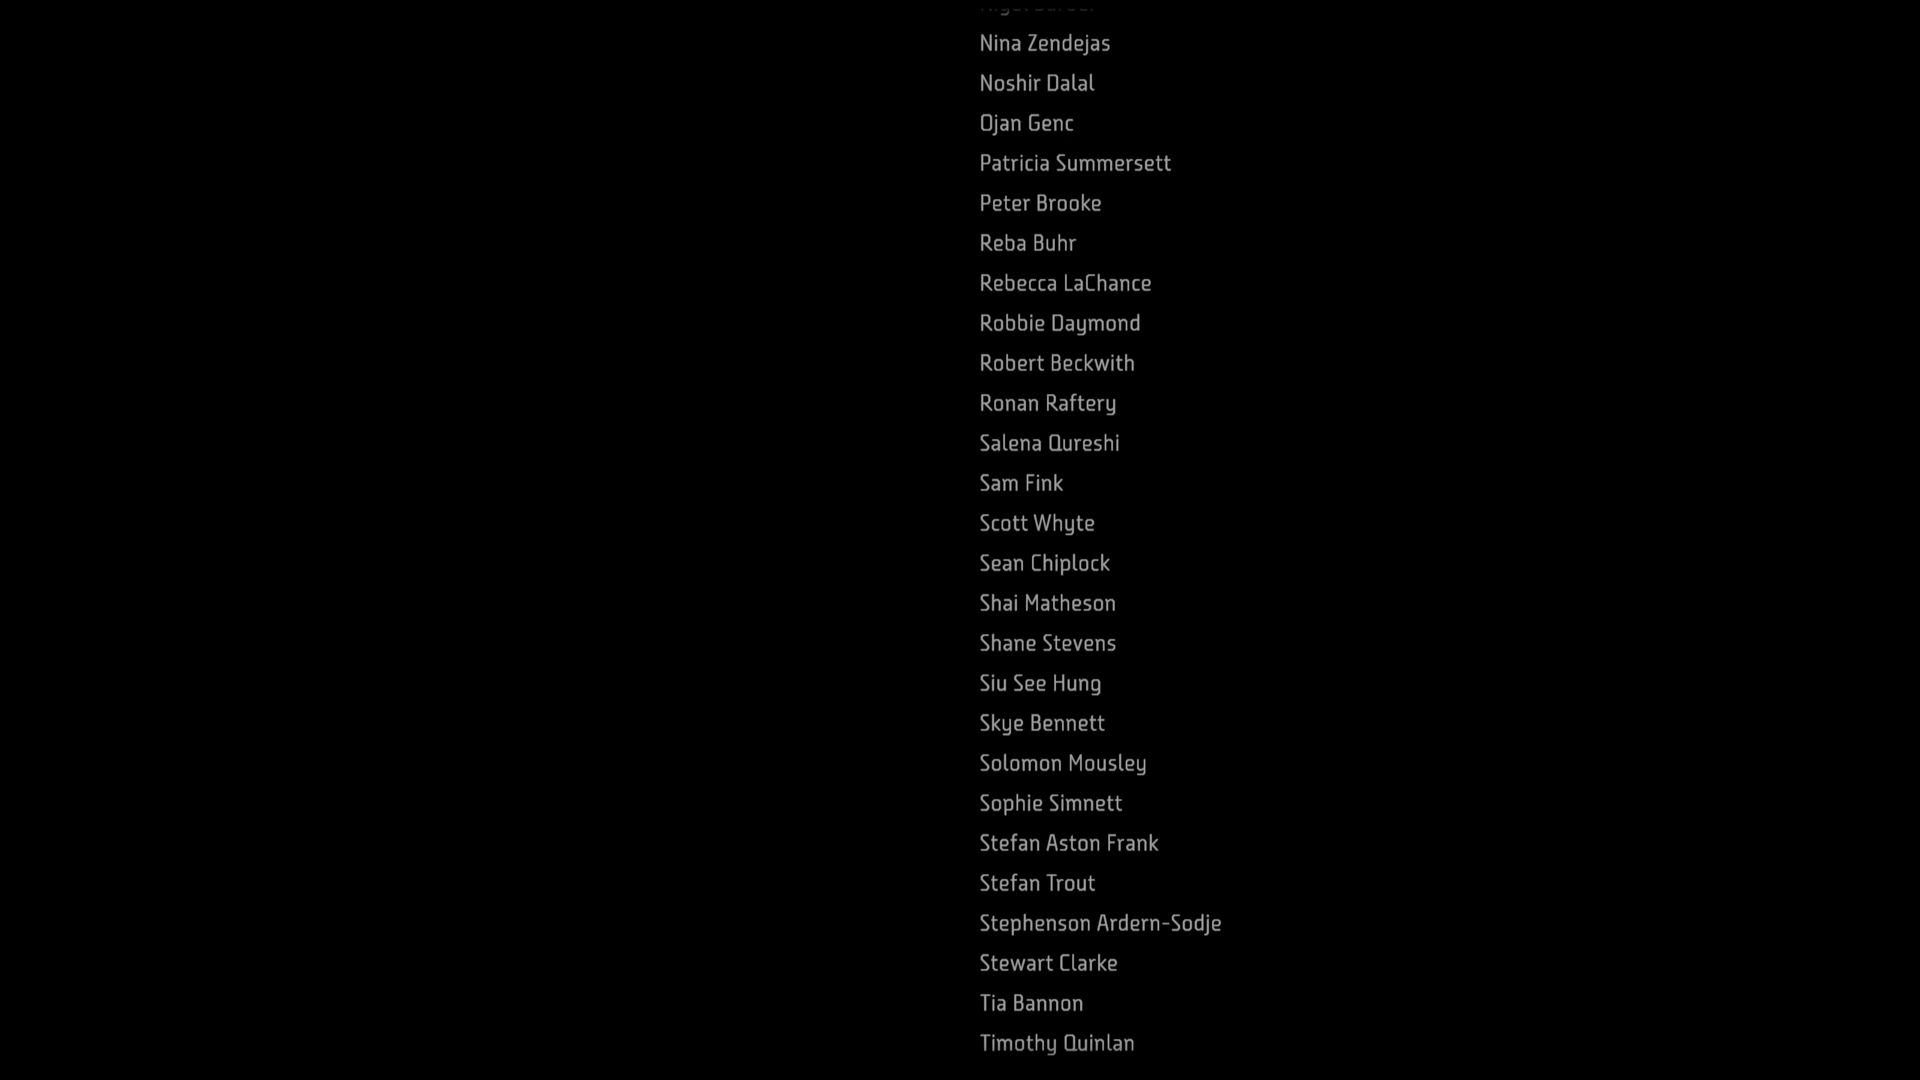 Nina Zendejas
Noshir Dalal
Ojan Genc
Patricia Summersett
Peter Brooke
Reba Buhr
Rebecca LaChance
Robbie Daymond
Robert Beckwith
Ronan Raftery
Salena Qureshi
Sam Fink
Scott Whyte
Sean Chiplock
Shai Matheson
Shane Stevens
Siu See Hung
Skye Bennett
Solomon Mousley
Sophie Simnett
Stefan Aston Frank
Stefan Trout
Stephenson Ardern-Sodje
Stewart Clarke
Tia Bannon
Timothy Quinlan